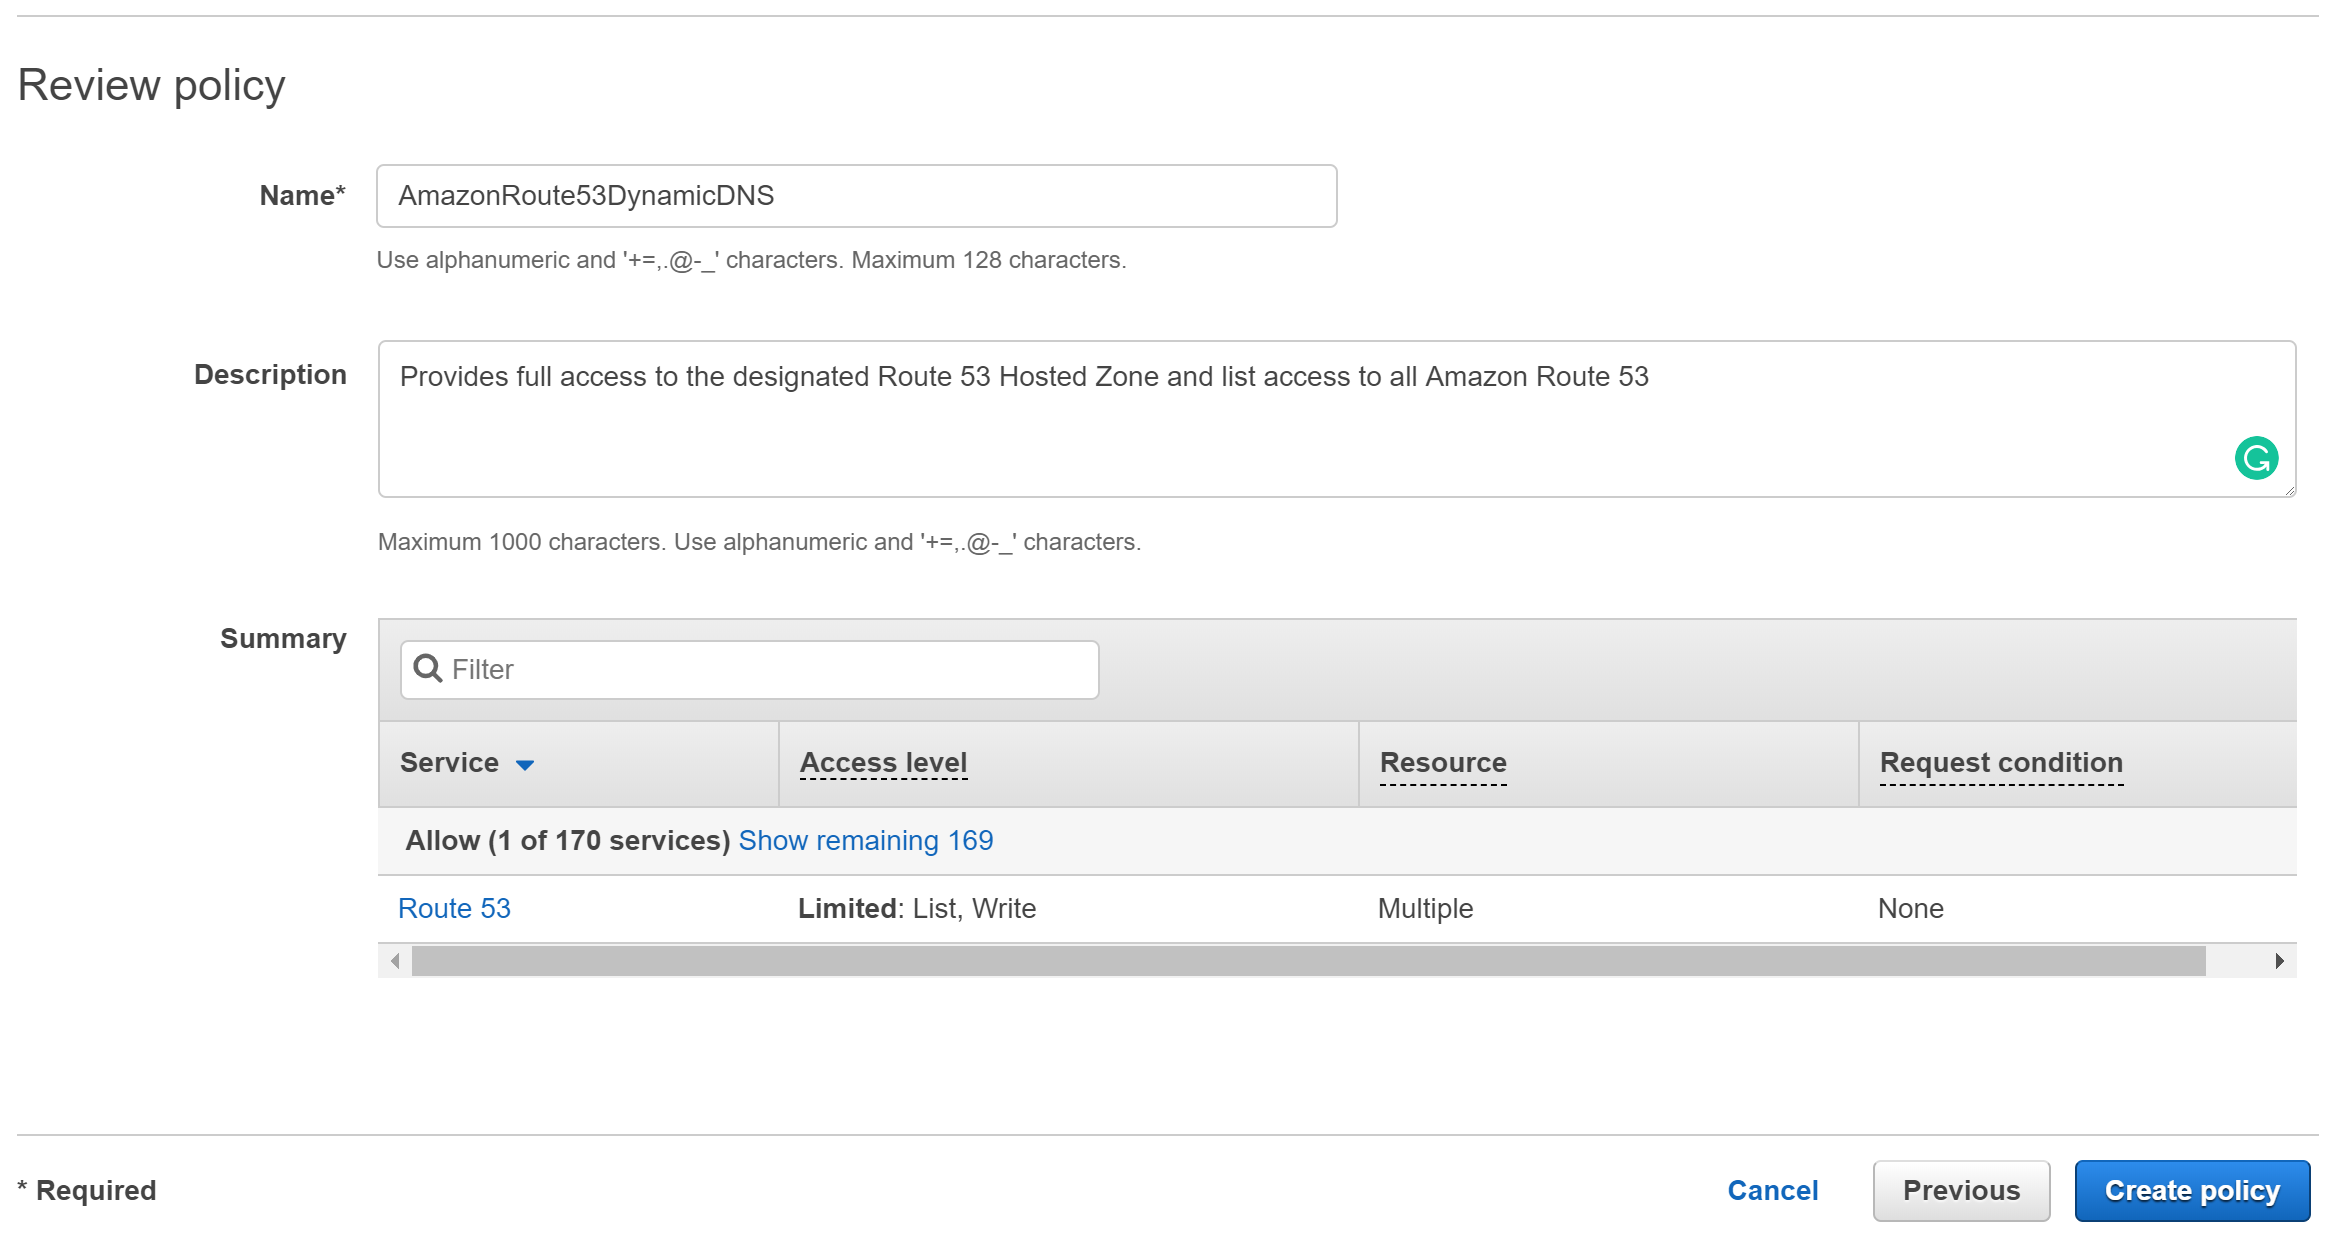 Review policy
Name*
AmazonRoute53DynamicDNS
Use alphanumeric and '+=,.@-_' characters. Maximum 128 characters.
Description
Provides full access to the designated Route 53 Hosted Zone and list access to all Amazon Route 53
Maximum 1000 characters. Use alphanumeric and '+=,.@-_' characters.
Summary
Filter
Service Access level Resource Request condition
Allow (1 of 170 services) Show remaining 169
Route 53 Limited: List, Write Multiple None
* Required Cancel Previous Create policy